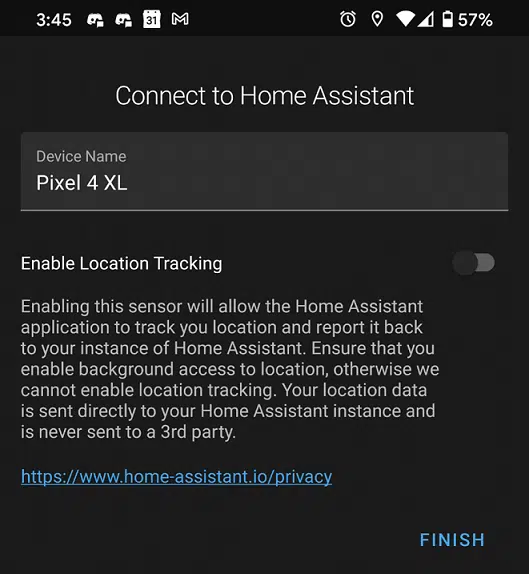 3:45 31 57%
Connect to Home Assistant
Device Name
Pixel 4 XL
Enable Location Tracking
Enabling this sensor will allow the Home Assistant
application to track you location and report it back
to your instance of Home Assistant. Ensure that you
enable background access to location, otherwise we
cannot enable location tracking. Your location data
is sent directly to your Home Assistant instance and
is never sent to a 3rd party.
https://www.home-assistant.io/privacy
FINISH